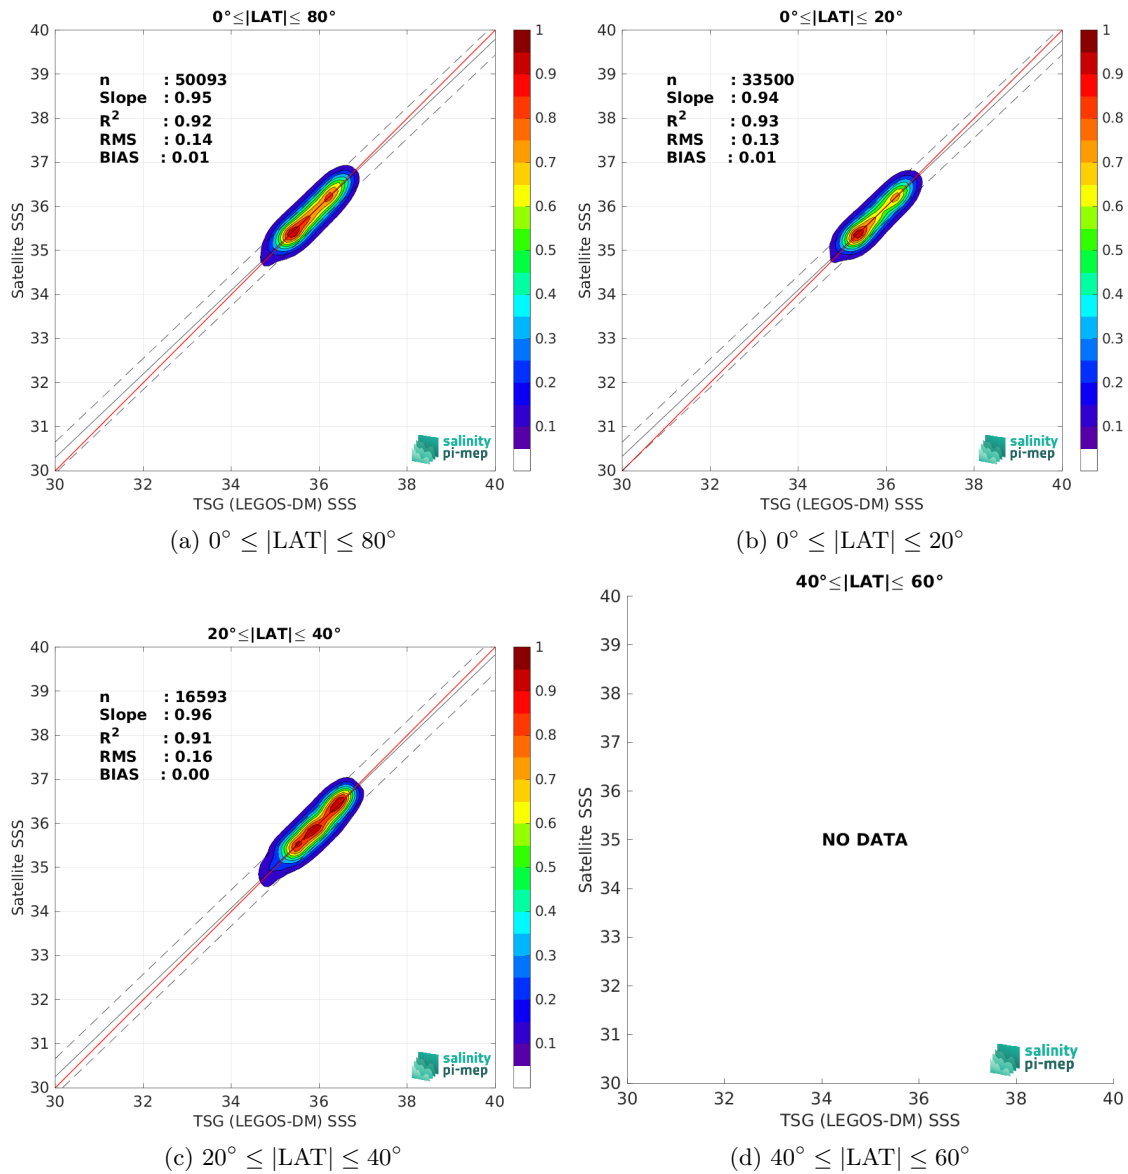 0°≤|LAT|≤ 80°
40
39
38
37
36
35
34
33
32
31
30
30 32 34 36 38 40
Satellite SSS
TSG (LEGOS-DM) SSS
n : 50093
Slope : 0.95
R² : 0.92
RMS : 0.14
BIAS : 0.01
1
0.9
0.8
0.7
0.6
0.5
0.4
0.3
0.2
0.1
salinity
pi-mep
(a) 0° ≤ |LAT| ≤ 80°
0°≤|LAT|≤ 20°
40
39
38
37
36
35
34
33
32
31
30
30 32 34 36 38 40
Satellite SSS
TSG (LEGOS-DM) SSS
n : 33500
Slope : 0.94
R² : 0.93
RMS : 0.13
BIAS : 0.01
1
0.9
0.8
0.7
0.6
0.5
0.4
0.3
0.2
0.1
salinity
pi-mep
(b) 0° ≤ |LAT| ≤ 20°
20°≤|LAT|≤ 40°
40
39
38
37
36
35
34
33
32
31
30
30 32 34 36 38 40
Satellite SSS
TSG (LEGOS-DM) SSS
n : 16593
Slope : 0.96
R² : 0.91
RMS : 0.16
BIAS : 0.00
1
0.9
0.8
0.7
0.6
0.5
0.4
0.3
0.2
0.1
salinity
pi-mep
(c) 20° ≤ |LAT| ≤ 40°
40°≤|LAT|≤ 60°
40
39
38
37
36
35
34
33
32
31
30
30 32 34 36 38 40
Satellite SSS
TSG (LEGOS-DM) SSS
NO DATA
salinity
pi-mep
(d) 40° ≤ |LAT| ≤ 60°